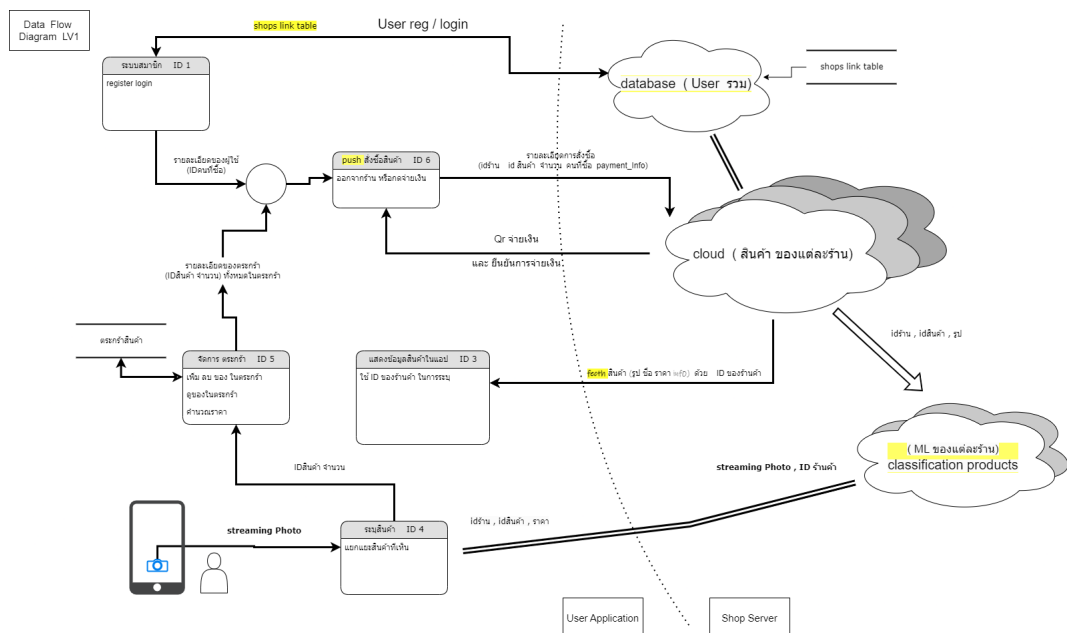 Data Flow
Diagram LV1
shops link table
User reg / login
ระบบสมาชิก ID 1
register login
database ( User รวม)
shops link table
รายละเอียดของผู้ใช้
(IDคนที่ซื้อ)
push สั่งซื้อสินค้า ID 6
ออกจากร้าน หรือกดจ่ายเงิน
รายละเอียดการสั่งซื้อ
(idร้าน id สินค้า จำนวน คนที่ซื้อ payment_Info)
Qr จ่ายเงิน
และ ยืนยันการจ่ายเงิน
cloud ( สินค้า ของแต่ละร้าน)
รายละเอียดของตระกร้า
(IDสินค้า จำนวน) ทั้งหมดในตระกร้า
idร้าน , idสินค้า , รูป
ตระกร้าสินค้า
จัดการ ตระกร้า ID 5
เพิ่ม ลบ ของ ในตระกร้า
ดูของในตระกร้า
คำนวณราคา
แสดงข้อมูลสินค้าในแอป ID 3
ใช้ ID ของร้านค้า ในการระบุ
สินค้า (รูป ชื่อ ราคา info) ด้วย ID ของร้านค้า
( ML ของแต่ละร้าน)
classification products
IDสินค้า จำนวน
streaming Photo , ID ร้านค้า
streaming Photo
ระบุสินค้า ID 4
แยกแยะสินค้าที่เห็น
idร้าน , idสินค้า , ราคา
User Application
Shop Server